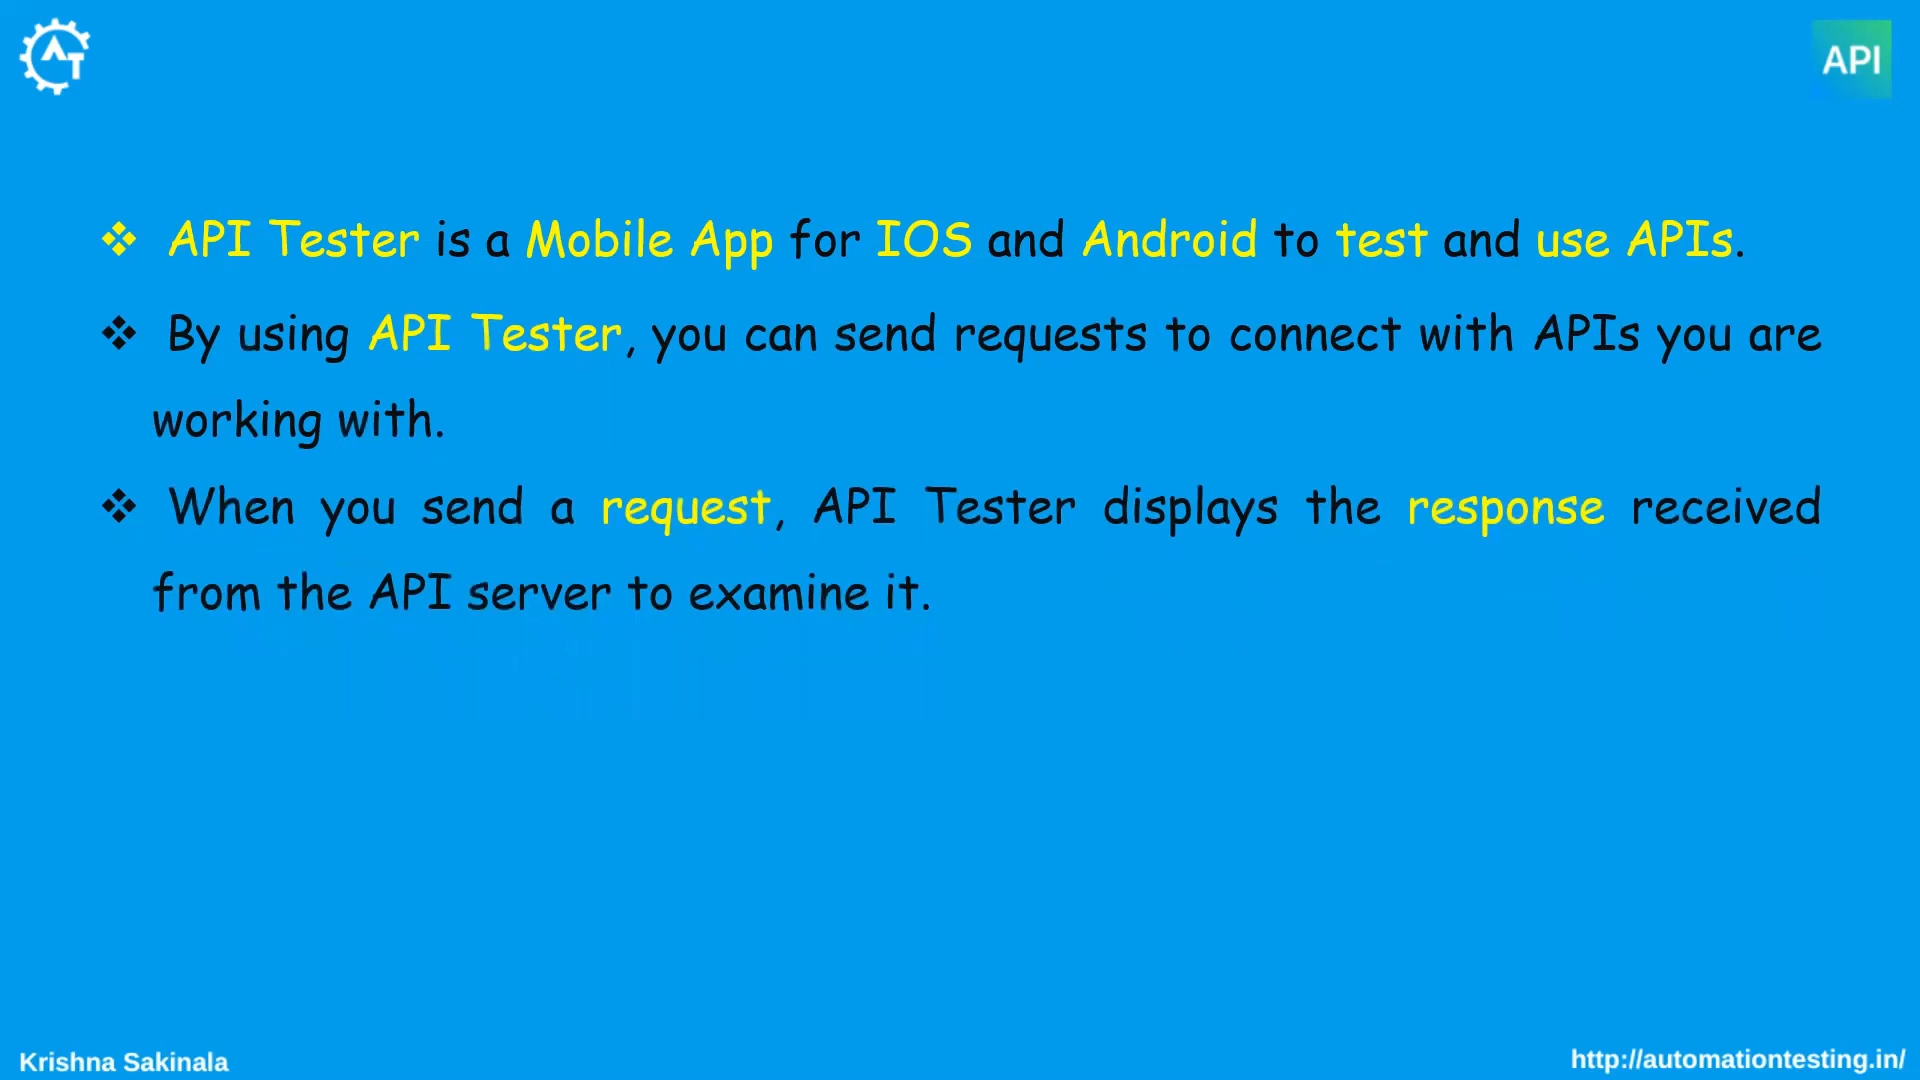 AT
API
❖ API Tester is a Mobile App for IOS and Android to test and use APIs.
❖ By using API Tester, you can send requests to connect with APIs you are
working with.
❖ When you send a request, API Tester displays the response received
from the API server to examine it.
Krishna Sakinala
http://automationtesting.in/